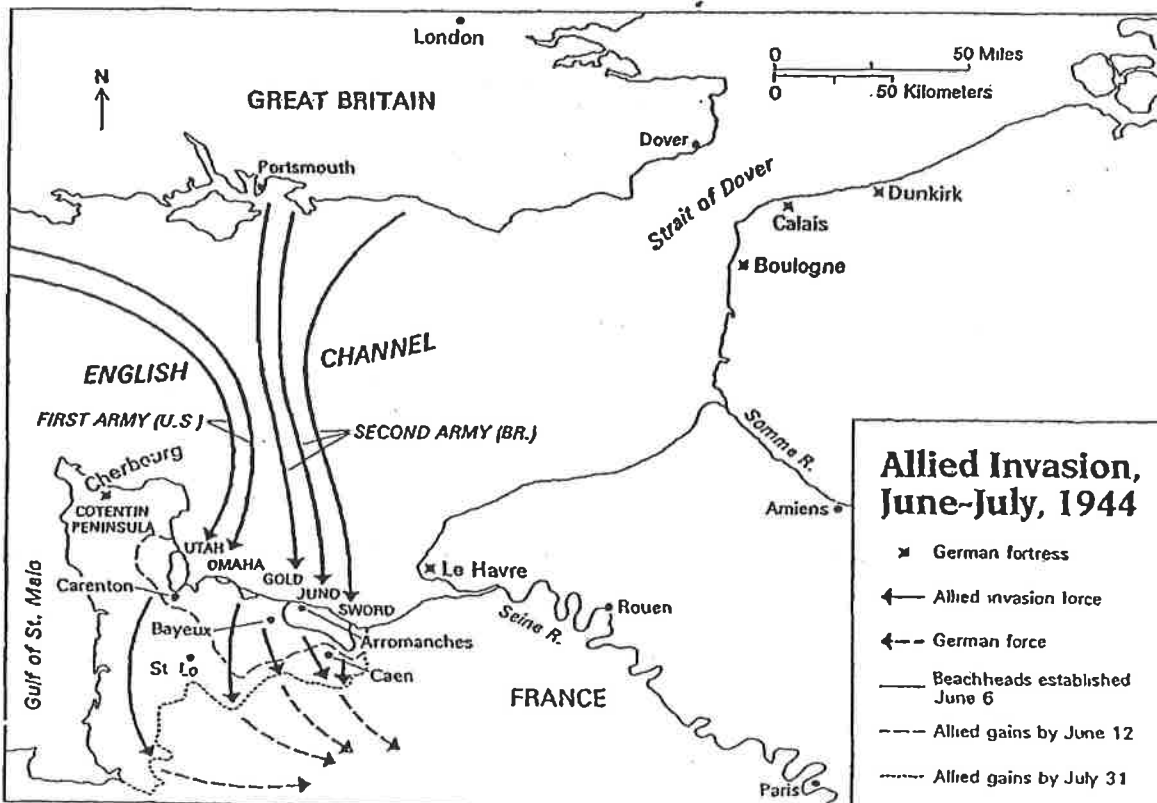 London
0 50 Miles
0 50 Kilometers
N
GREAT BRITAIN
Dover
Portsmouth
Strait of Dover
Dunkirk
Calais
Boulogne
ENGLISH CHANNEL
FIRST ARMY (U.S.)
SECOND ARMY (BR.)
Somme R.
Amiens
Cherbourg
COTENTIN
PENINSULA
UTAH
OMAHA
GOLD
JUNO
SWORD
Le Havre
Carenton
Rouen
Seine R.
Bayeux
Arromanches
Caen
St Lo
Gulf of St. Malo
FRANCE
Paris
Allied Invasion,
June-July, 1944
German fortress
Allied invasion force
German force
Beachheads established
June 6
Allied gains by June 12
Allied gains by July 31